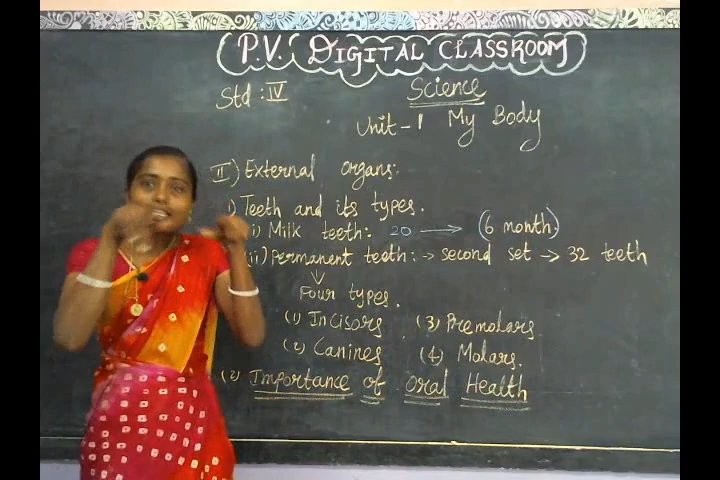 P.V. DIGITAL CLASSROOM
Std : IV Science
Unit - 1 My Body
II) External organs:
1) Teeth and its types.
i) Milk teeth: 20 → (6 month)
ii) Permanent teeth: → second set → 32 teeth
↓
Four types.
(1) Incisors (3) Premolars
(2) Canines (4) Molars.
(2) Importance of Oral Health